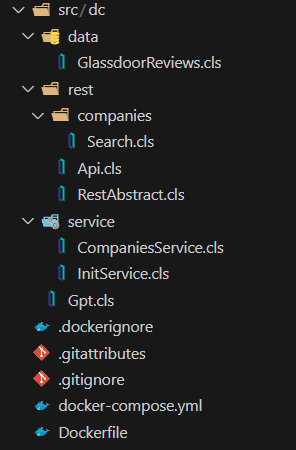 src/dc
data
GlassdoorReviews.cls
rest
companies
Search.cls
Api.cls
RestAbstract.cls
service
CompaniesService.cls
InitService.cls
Gpt.cls
.dockerignore
.gitattributes
.gitignore
docker-compose.yml
Dockerfile